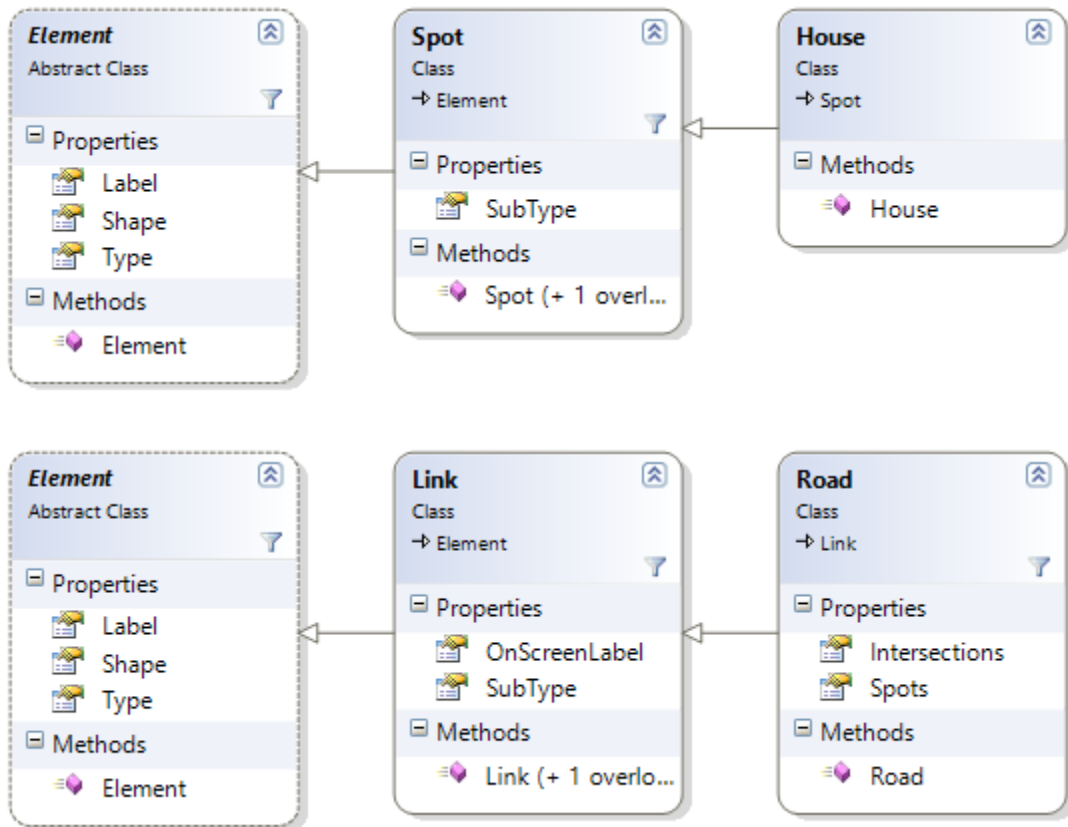 Element
Abstract Class
Properties
Label
Shape
Type
Methods
Element
Spot
Class
Element
Properties
SubType
Methods
Spot (+ 1 overl...
House
Class
Spot
Methods
House
Element
Abstract Class
Properties
Label
Shape
Type
Methods
Element
Link
Class
Element
Properties
OnScreenLabel
SubType
Methods
Link (+ 1 overlo...
Road
Class
Link
Properties
Intersections
Spots
Methods
Road